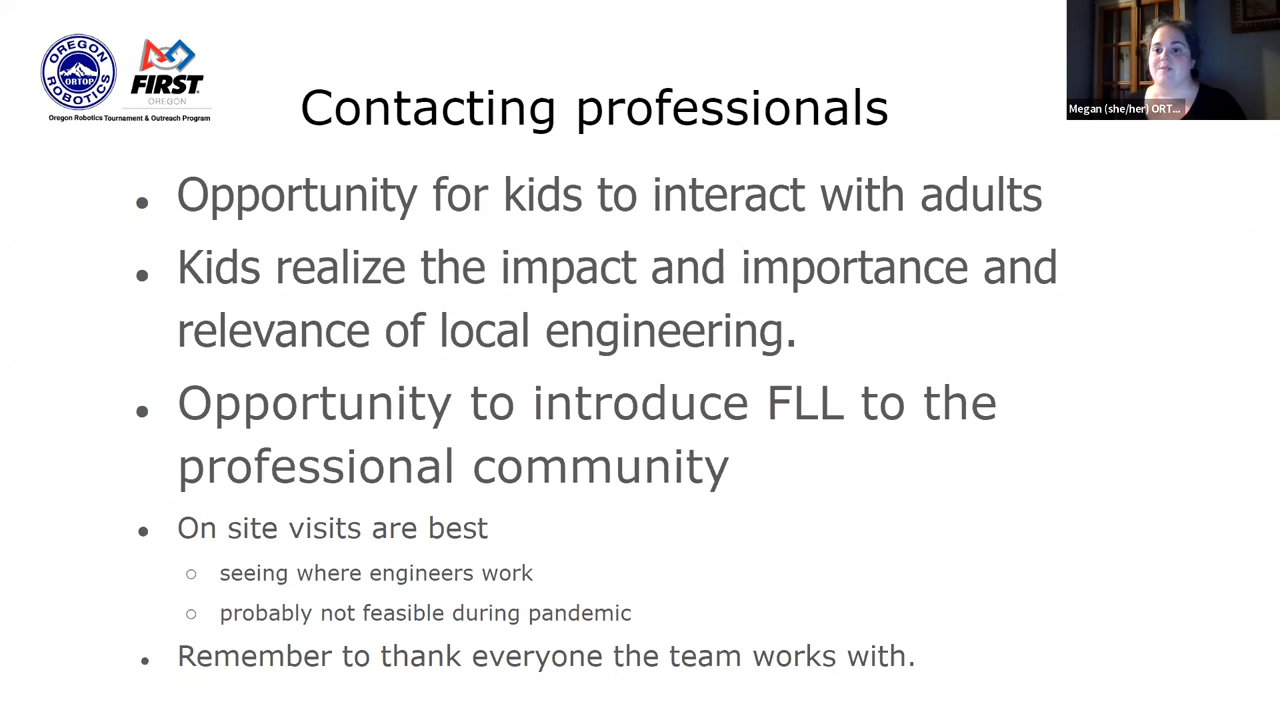 OREGON
ROBOTICS
ORTOP
FIRST
OREGON
Oregon Robotics Tournament & Outreach Program
Contacting professionals
Megan (she/her) ORT...
• Opportunity for kids to interact with adults
• Kids realize the impact and importance and
relevance of local engineering.
• Opportunity to introduce FLL to the
professional community
• On site visits are best
○ seeing where engineers work
○ probably not feasible during pandemic
• Remember to thank everyone the team works with.